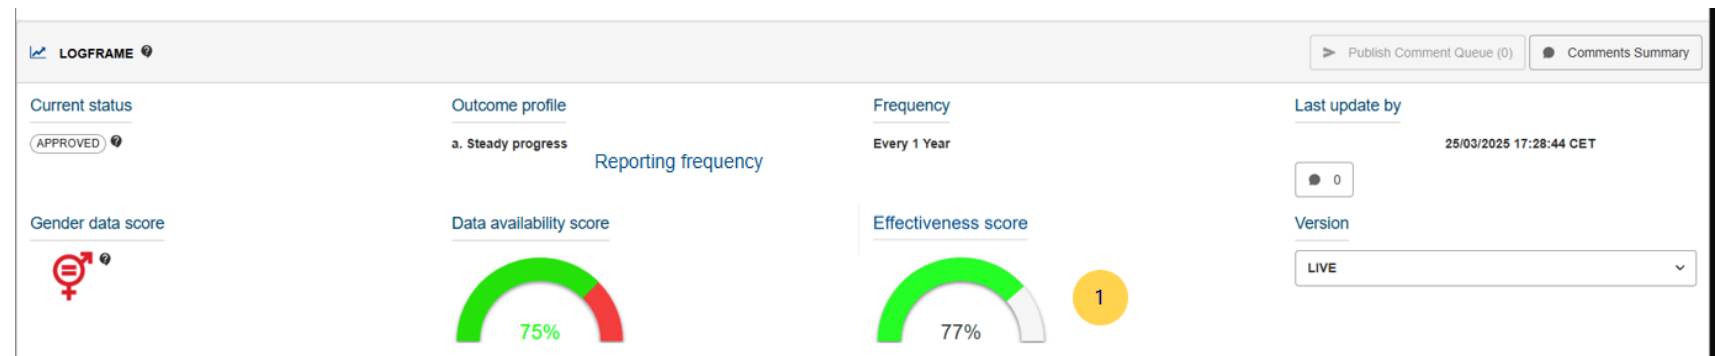 LOGFRAME
Publish Comment Queue (0)
Comments Summary
Current status
Outcome profile
Frequency
Last update by
APPROVED
a. Steady progress
Every 1 Year
25/03/2025 17:28:44 CET
Reporting frequency
0
Gender data score
Data availability score
Effectiveness score
Version
LIVE
75%
77%
1